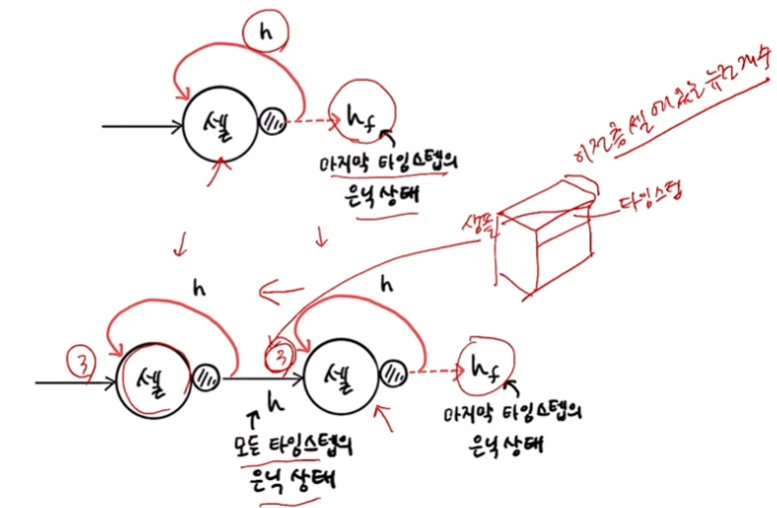 h
셀
h_f
마지막 타임스텝의
은닉 상태
이전층 셀에 있는 뉴런개수
샘플
타임스텝
h
h
3
셀
3
셀
h_f
h
모든 타임스텝의
은닉 상태
마지막 타임스텝의
은닉 상태